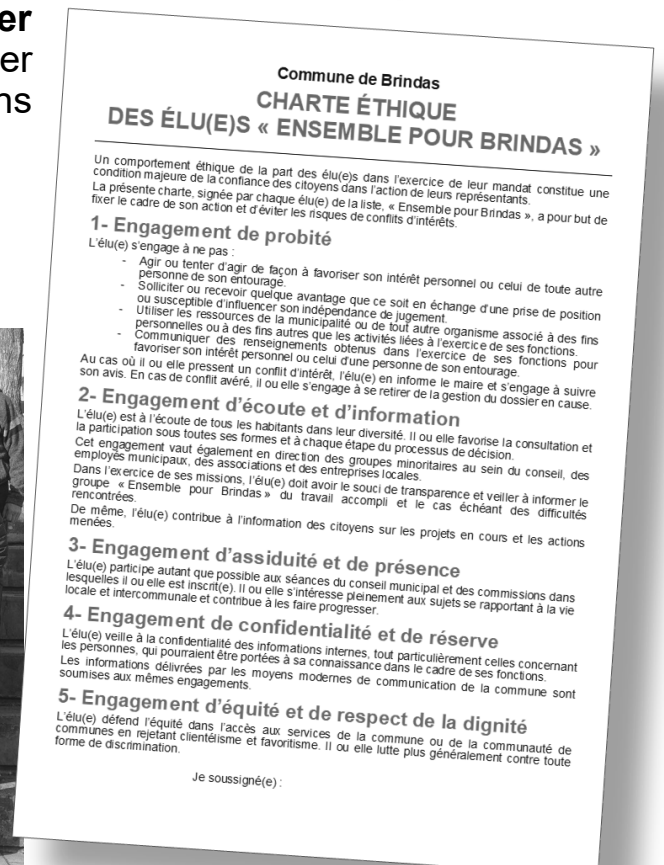 er
er
ns
Commune de Brindas
CHARTE ÉTHIQUE
DES ÉLU(E)S « ENSEMBLE POUR BRINDAS »
Un comportement éthique de la part des élu(e)s dans l'exercice de leur mandat constitue une
condition majeure de la confiance des citoyens dans l'action de leurs représentants.
La présente charte, signée par chaque élu(e) de la liste, « Ensemble pour Brindas », a pour but de
fixer le cadre de son action et d'éviter les risques de conflits d'intérêts.
1- Engagement de probité
L'élu(e) s'engage à ne pas :
- Agir ou tenter d'agir de façon à favoriser son intérêt personnel ou celui de toute autre
personne de son entourage.
- Solliciter ou recevoir quelque avantage que ce soit en échange d'une prise de position
ou susceptible d'influencer son indépendance de jugement.
- Utiliser les ressources de la municipalité ou de tout autre organisme associé à des fins
personnelles ou à des fins autres que les activités liées à l'exercice de ses fonctions.
- Communiquer des renseignements obtenus dans l'exercice de ses fonctions pour
favoriser son intérêt personnel ou celui d'une personne de son entourage.
Au cas où il ou elle pressent un conflit d'intérêt, l'élu(e) en informe le maire et s'engage à suivre
son avis. En cas de conflit avéré, il ou elle s'engage à se retirer de la gestion du dossier en cause.
2- Engagement d'écoute et d'information
L'élu(e) est à l'écoute de tous les habitants dans leur diversité. Il ou elle favorise la consultation et
la participation sous toutes ses formes et à chaque étape du processus de décision.
Cet engagement vaut également en direction des groupes minoritaires au sein du conseil, des
employés municipaux, des associations et des entreprises locales.
Dans l'exercice de ses missions, l'élu(e) doit avoir le souci de transparence et veiller à informer le
groupe « Ensemble pour Brindas » du travail accompli et le cas échéant des difficultés
rencontrées.
De même, l'élu(e) contribue à l'information des citoyens sur les projets en cours et les actions
menées.
3- Engagement d'assiduité et de présence
L'élu(e) participe autant que possible aux séances du conseil municipal et des commissions dans
lesquelles il ou elle est inscrit(e). Il ou elle s'intéresse pleinement aux sujets se rapportant à la vie
locale et intercommunale et contribue à les faire progresser.
4- Engagement de confidentialité et de réserve
L'élu(e) veille à la confidentialité des informations internes, tout particulièrement celles concernant
les personnes, qui pourraient être portées à sa connaissance dans le cadre de ses fonctions.
Les informations délivrées par les moyens modernes de communication de la commune sont
soumises aux mêmes engagements.
5- Engagement d'équité et de respect de la dignité
L'élu(e) défend l'équité dans l'accès aux services de la commune ou de la communauté de
communes en rejetant clientélisme et favoritisme. Il ou elle lutte plus généralement contre toute
forme de discrimination.
Je soussigné(e) :